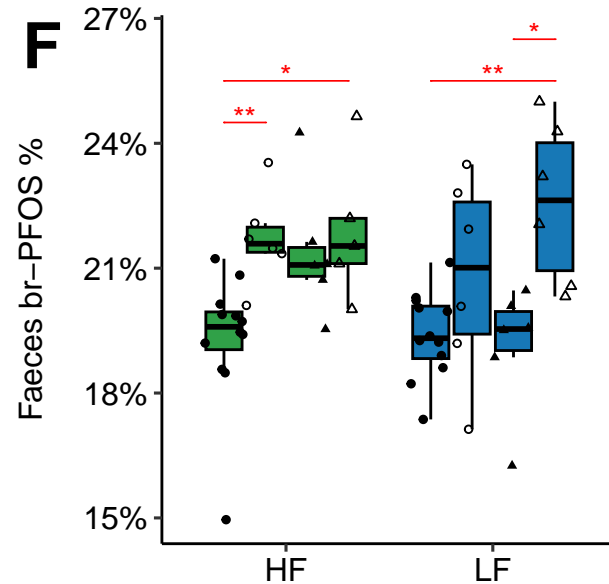 F
27%
24%
21%
18%
15%
Faeces br−PFOS %
*
**
*
**
HF
LF